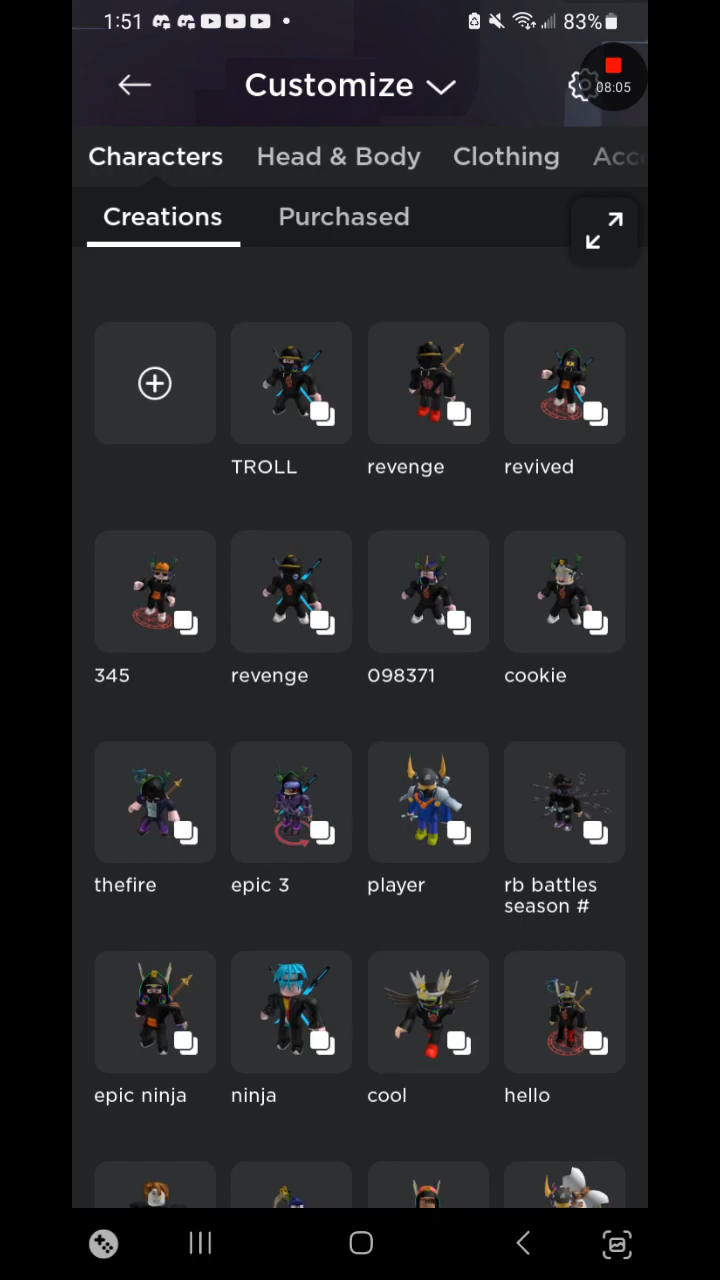 1:51
83%
Customize
08:05
Characters Head & Body Clothing Acc
Creations Purchased
TROLL revenge revived
345 revenge 098371 cookie
thefire epic 3 player rb battles
season #
epic ninja ninja cool hello